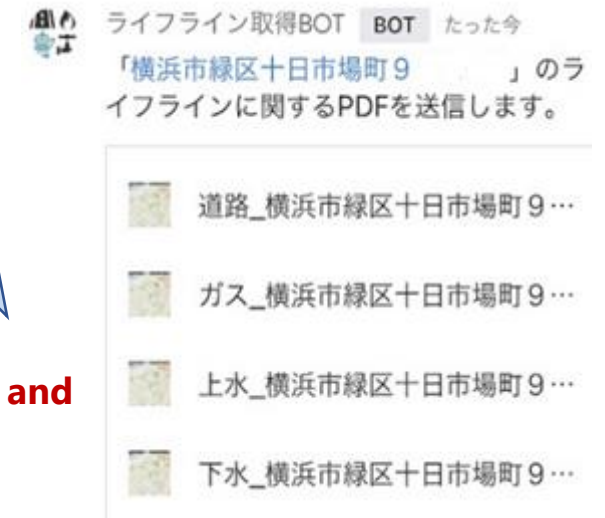 ライフライン取得BOT BOT たった今
「横浜市緑区十日市場町９ 」のラ
イフラインに関するPDFを送信します。
道路_横浜市緑区十日市場町９…
ガス_横浜市緑区十日市場町９…
and
上水_横浜市緑区十日市場町９…
下水_横浜市緑区十日市場町９…